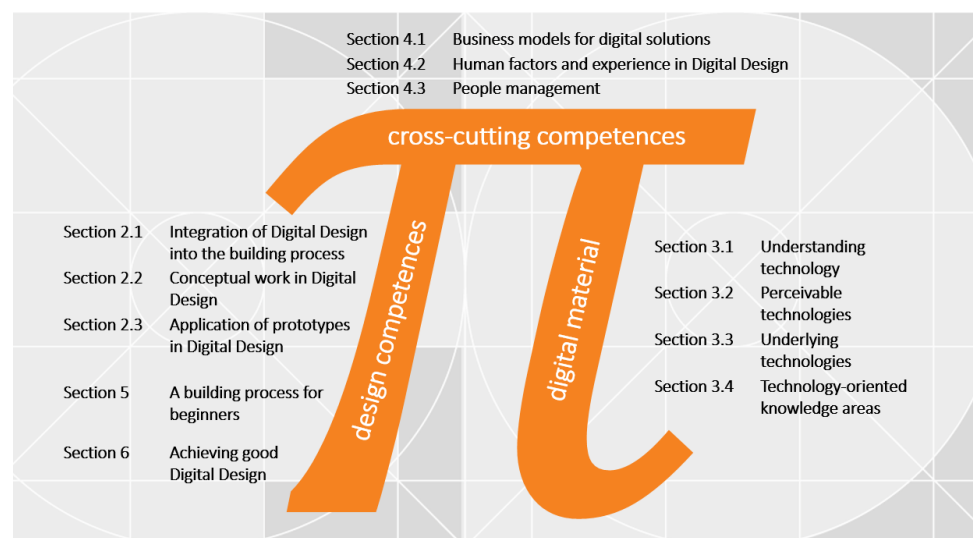 Section 4.1 Business models for digital solutions
Section 4.2 Human factors and experience in Digital Design
Section 4.3 People management
cross-cutting competences
Section 2.1 Integration of Digital Design
into the building process
Section 2.2 Conceptual work in Digital
Design
Section 2.3 Application of prototypes
in Digital Design
Section 5 A building process for
beginners
Section 6 Achieving good
Digital Design
design competences
digital material
Section 3.1 Understanding
technology
Section 3.2 Perceivable
technologies
Section 3.3 Underlying
technologies
Section 3.4 Technology-oriented
knowledge areas